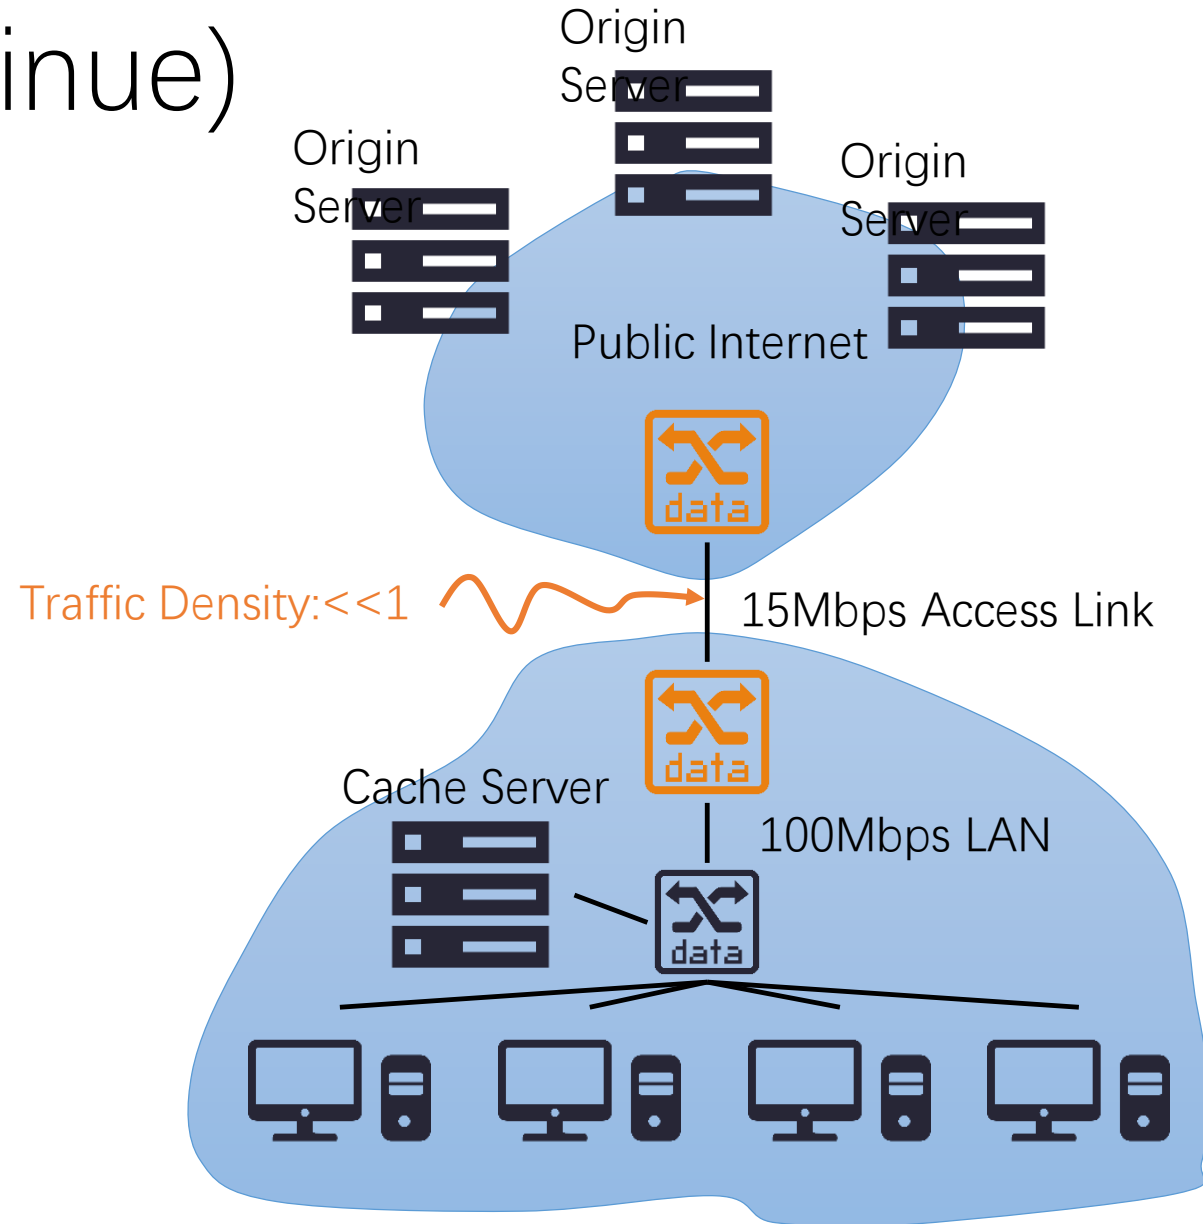 inue)
Origin
Server
Origin
Server
Origin
Server
Public Internet
data
Traffic Density:<<1
15Mbps Access Link
data
Cache Server
100Mbps LAN
data